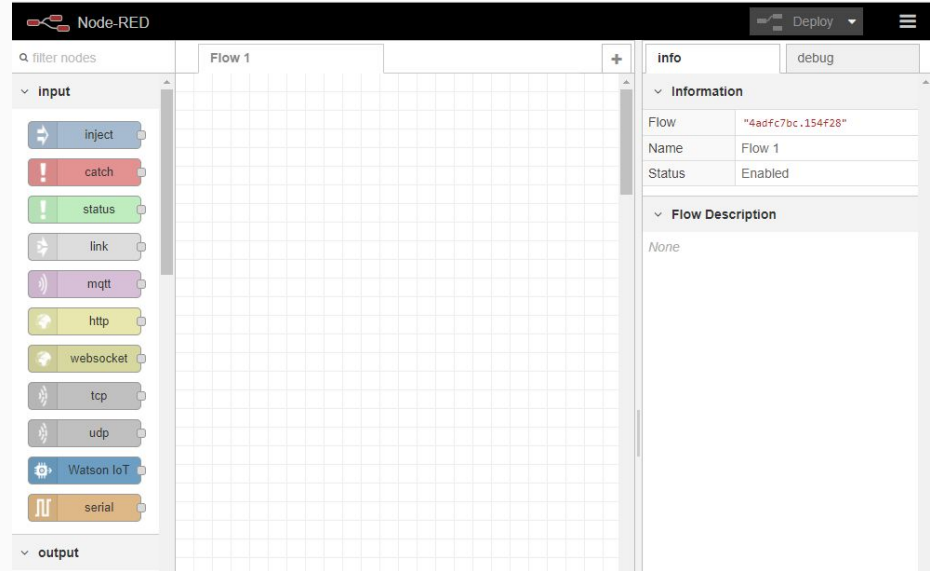 Node-RED
Deploy
filter nodes
Flow 1
+
info
debug
input
inject
catch
status
link
mqtt
http
websocket
tcp
udp
Watson IoT
serial
output
Information
Flow "4adfc7bc.154f28"
Name Flow 1
Status Enabled
Flow Description
None